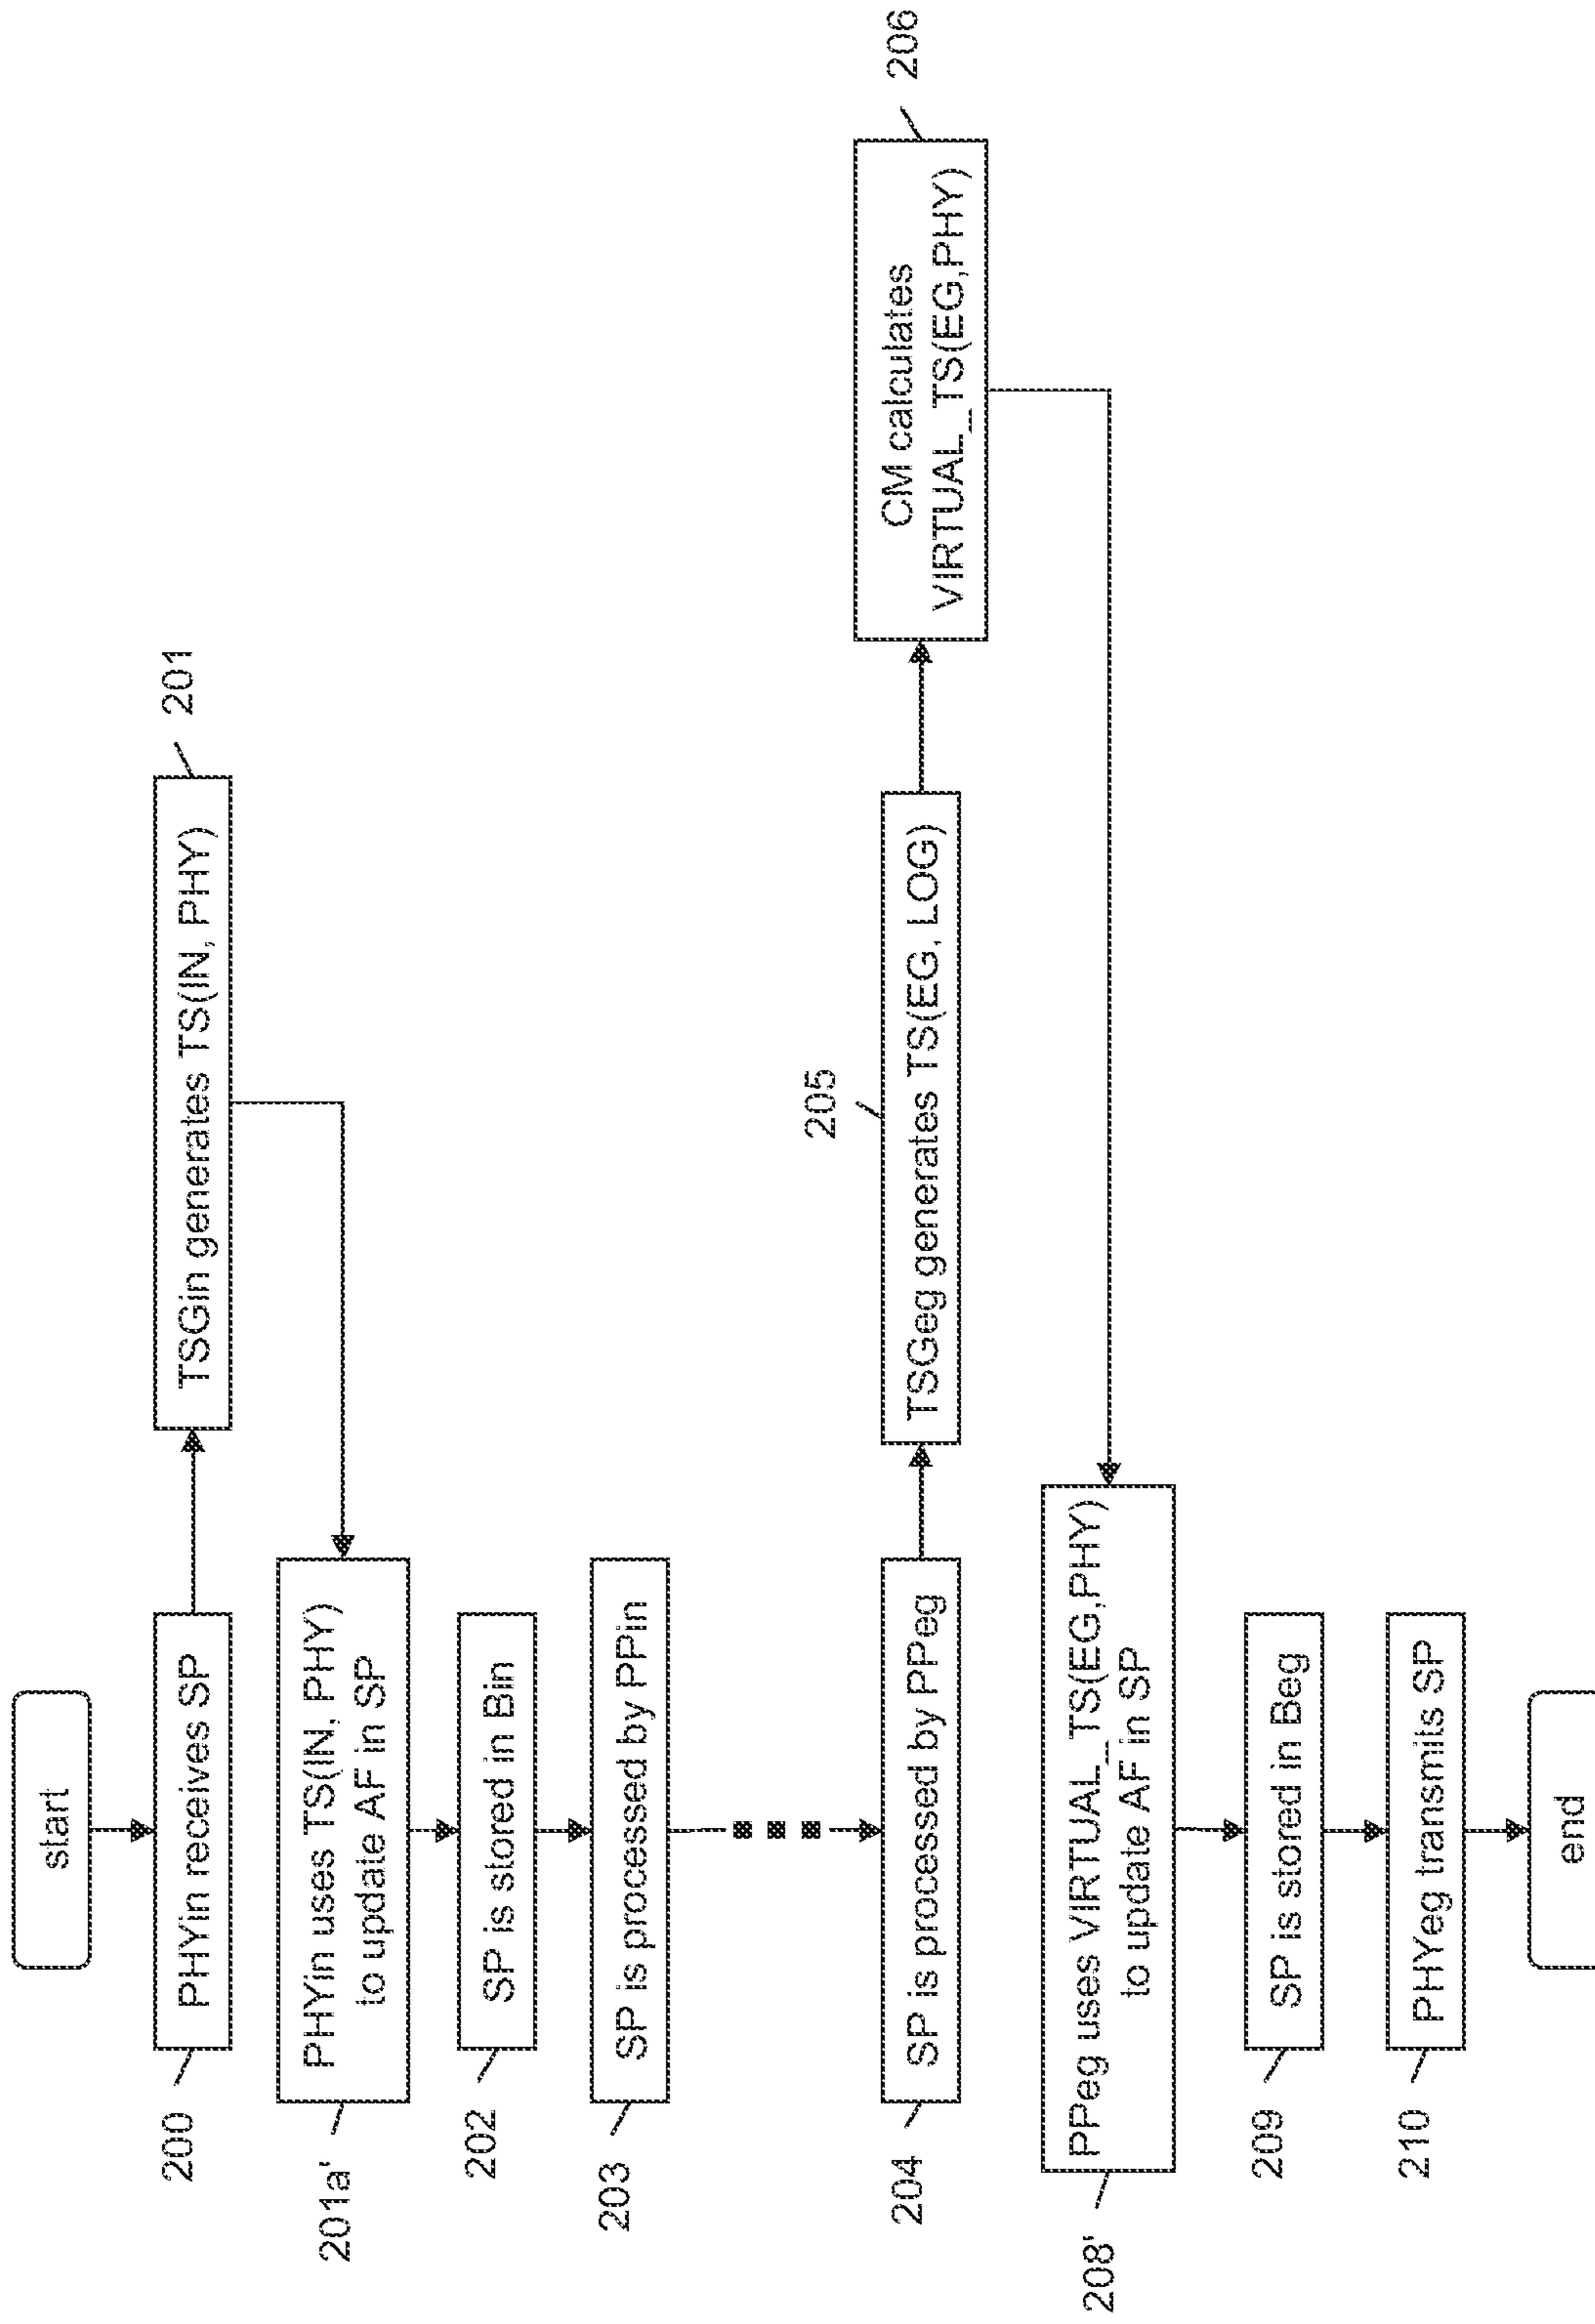 start
200
PHYin receives SP
TSGin generates TS(IN, PHY)
201
201a'
PHYin uses TS(IN, PHY)
to update AF in SP
202
SP is stored in Bin
203
SP is processed by PPin
204
SP is processed by PPeg
205
TSGeg generates TS(EG, LOG)
CM calculates
VIRTUAL_TS(EG,PHY)
206
208'
PPeg uses VIRTUAL_TS(EG,PHY)
to update AF in SP
209
SP is stored in Beg
210
PHYeg transmits SP
end